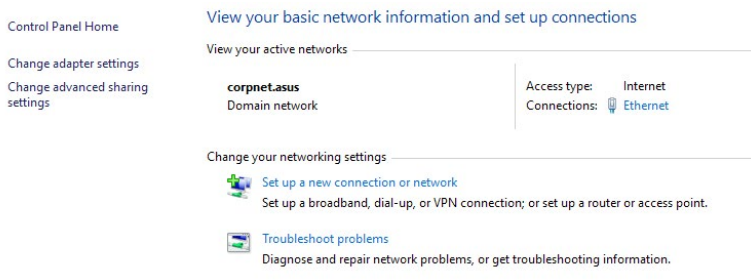 Control Panel Home
Change adapter settings
Change advanced sharing
settings
View your basic network information and set up connections
View your active networks
corpnet.asus
Domain network
Access type: Internet
Connections: Ethernet
Change your networking settings
Set up a new connection or network
Set up a broadband, dial-up, or VPN connection; or set up a router or access point.
Troubleshoot problems
Diagnose and repair network problems, or get troubleshooting information.